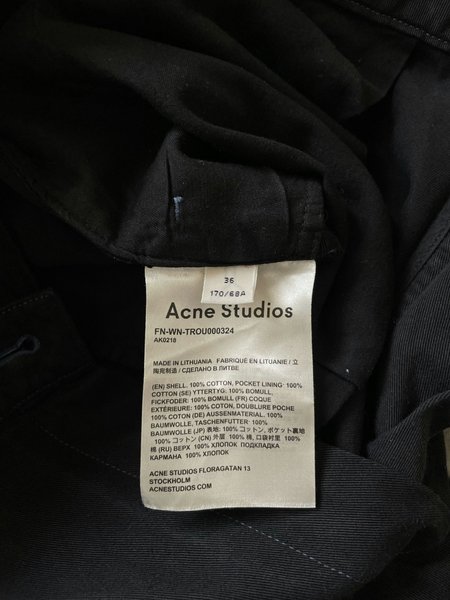 36
170/68A
Acne Studios
FN-WN-TROU000324
AK0218
MADE IN LITHUANIA FABRIQUÉ EN LITUANIE / 立
陶宛制造 / СДЕЛАНО В ЛИТВЕ
(EN) SHELL. 100% COTTON, POCKET LINING: 100%
COTTON (SE) YTTERTYG: 100% BOMULL,
FICKFODER: 100% BOMULL (FR) COQUE
EXTÉRIEURE: 100% COTON, DOUBLURE POCHE
100% COTON (DE) AUSSENMATERIAL: 100%
BAUMWOLLE, TASCHENFUTTER: 100%
BAUMWOLLE (JP) 表地: 100% コットン, ポケット裏地
: 100% コットン (CN) 外层: 100% 棉, 口袋衬里: 100%
棉 (RU) ВЕРХ: 100% ХЛОПОК ПОДКЛАДКА
КАРМАНА 100% ХЛОПОК
ACNE STUDIOS FLORAGATAN 13
STOCKHOLM
ACNESTUDIOS.COM